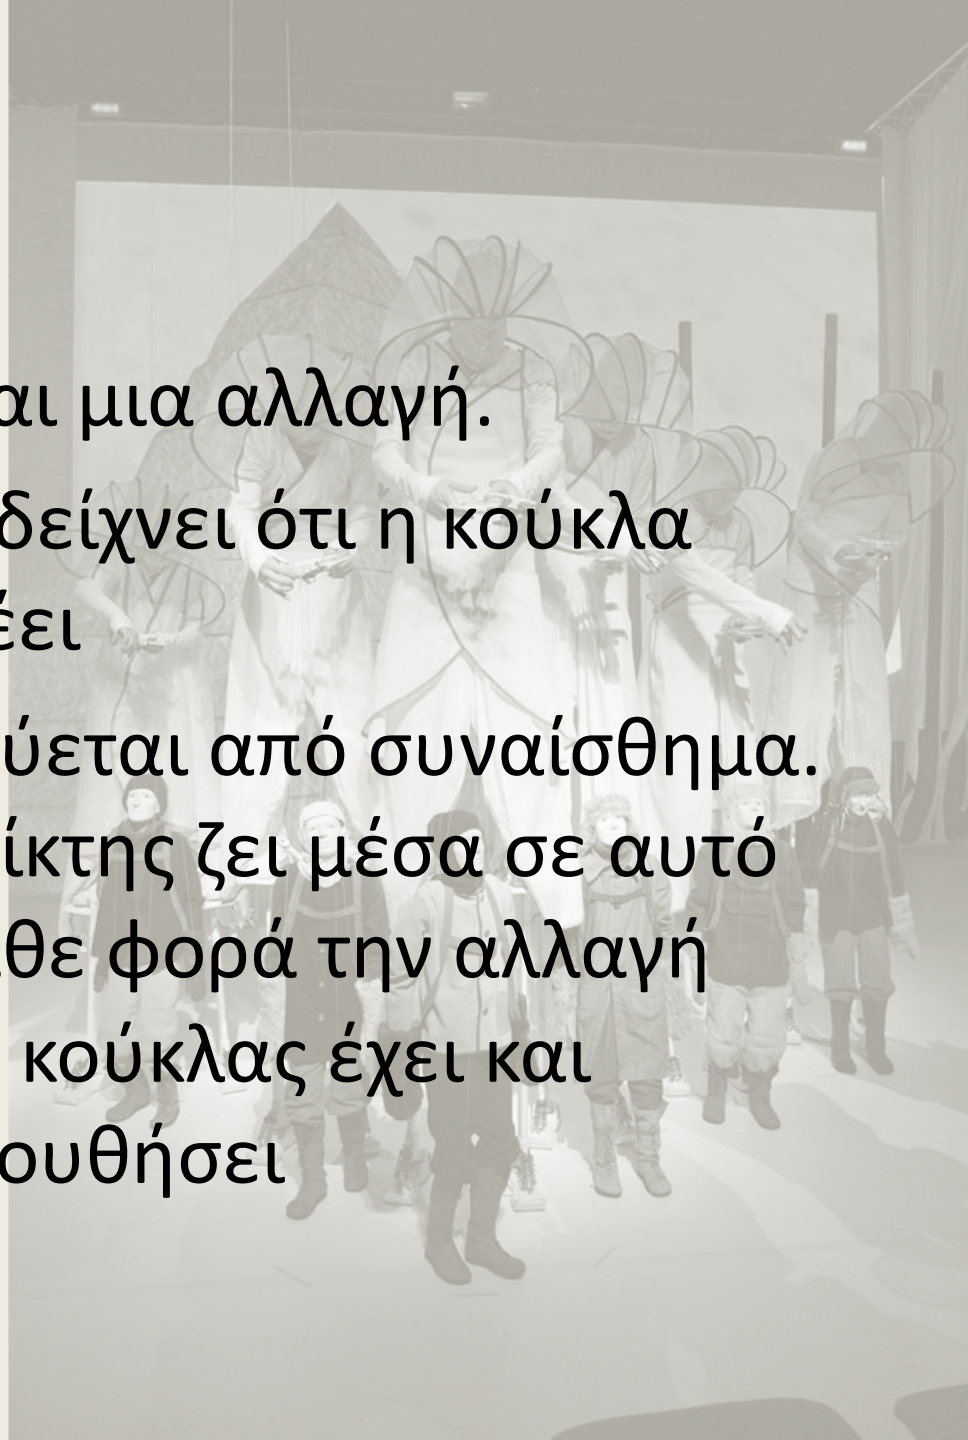 αι μια αλλαγή.
δείχνει ότι η κούκλα
έει
ύεται από συναίσθημα.
ίκτης ζει μέσα σε αυτό
θε φορά την αλλαγή
κούκλας έχει και
ουθήσει